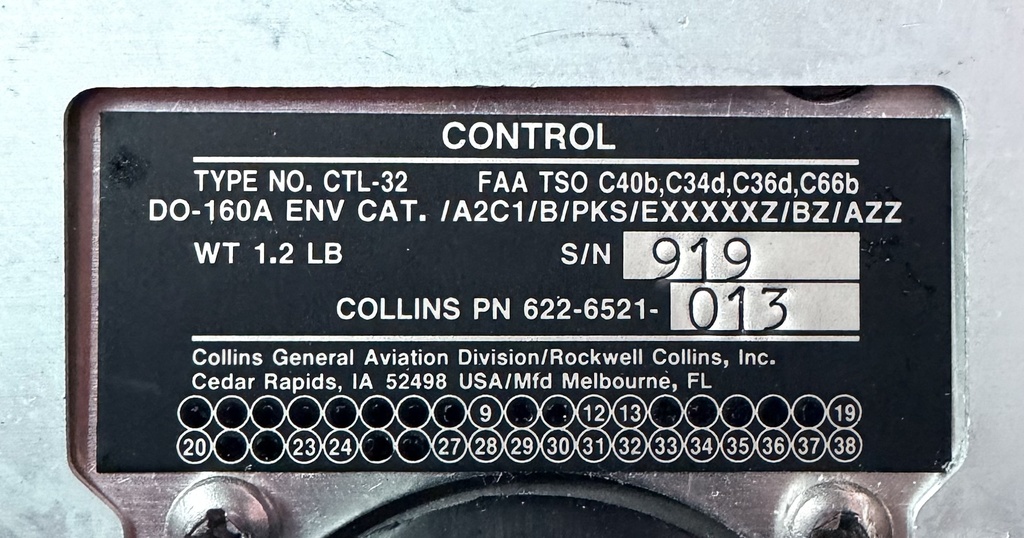 CONTROL
TYPE NO. CTL-32 FAA TSO C40b,C34d,C36d,C66b
DO-160A ENV CAT. /A2C1/B/PKS/EXXXXXZ/BZ/AZZ
WT 1.2 LB S/N 919
COLLINS PN 622-6521- 013
Collins General Aviation Division/Rockwell Collins, Inc.
Cedar Rapids, IA 52498 USA/Mfd Melbourne, FL
9 12 13 19
20 23 24 27 28 29 30 31 32 33 34 35 36 37 38